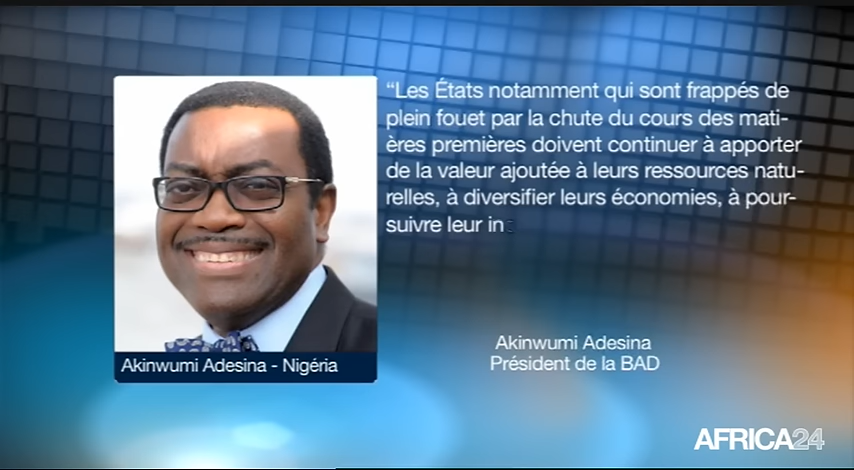 “Les États notamment qui sont frappés de
plein fouet par la chute du cours des mati-
ères premières doivent continuer à apporter
de la valeur ajoutée à leurs ressources natu-
relles, à diversifier leurs économies, à pour-
suivre leur in
Akinwumi Adesina
Président de la BAD
Akinwumi Adesina - Nigéria
AFRICA24